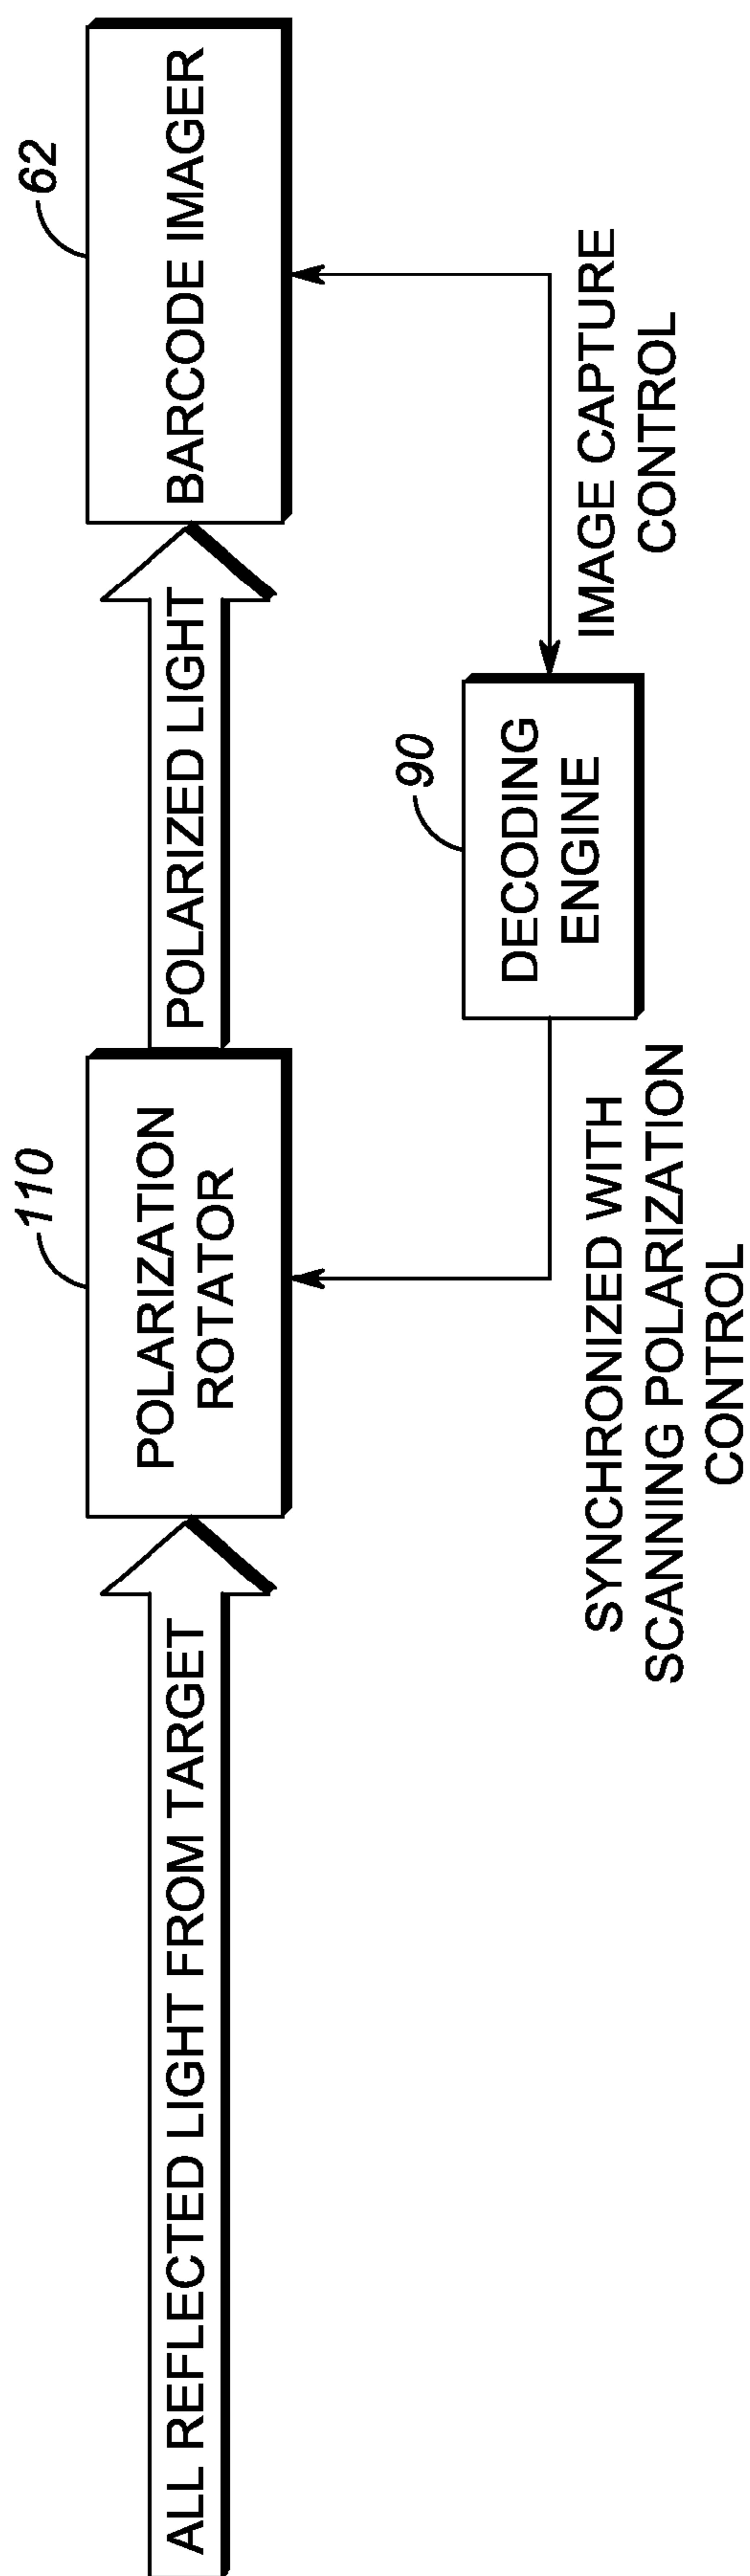 ALL REFLECTED LIGHT FROM TARGET
110
POLARIZATION
ROTATOR
POLARIZED LIGHT
62
BARCODE IMAGER
90
DECODING
ENGINE
SYNCHRONIZED WITH
SCANNING POLARIZATION
CONTROL
IMAGE CAPTURE
CONTROL